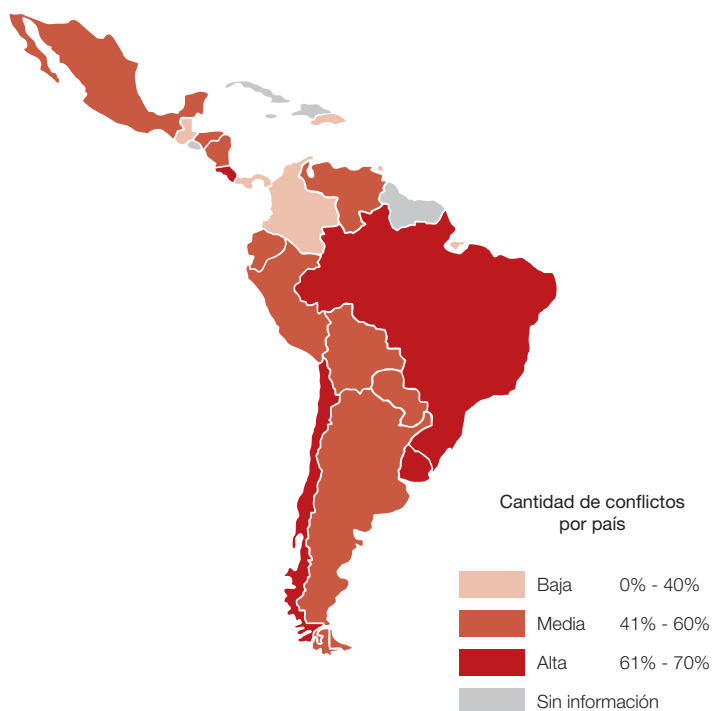 Cantidad de conflictos
por país
Baja 0% - 40%
Media 41% - 60%
Alta 61% - 70%
Sin información